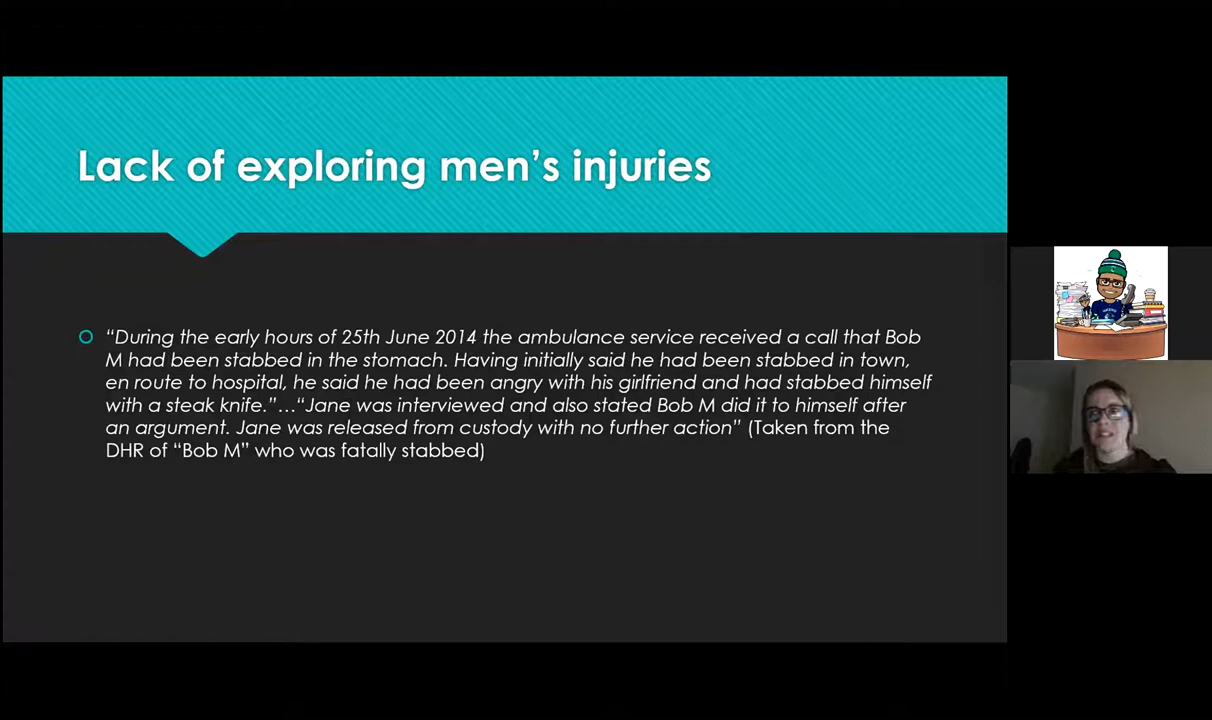 Lack of exploring men’s injuries
“During the early hours of 25th June 2014 the ambulance service received a call that Bob
M had been stabbed in the stomach. Having initially said he had been stabbed in town,
en route to hospital, he said he had been angry with his girlfriend and had stabbed himself
with a steak knife.”…“Jane was interviewed and also stated Bob M did it to himself after
an argument. Jane was released from custody with no further action” (Taken from the
DHR of “Bob M” who was fatally stabbed)